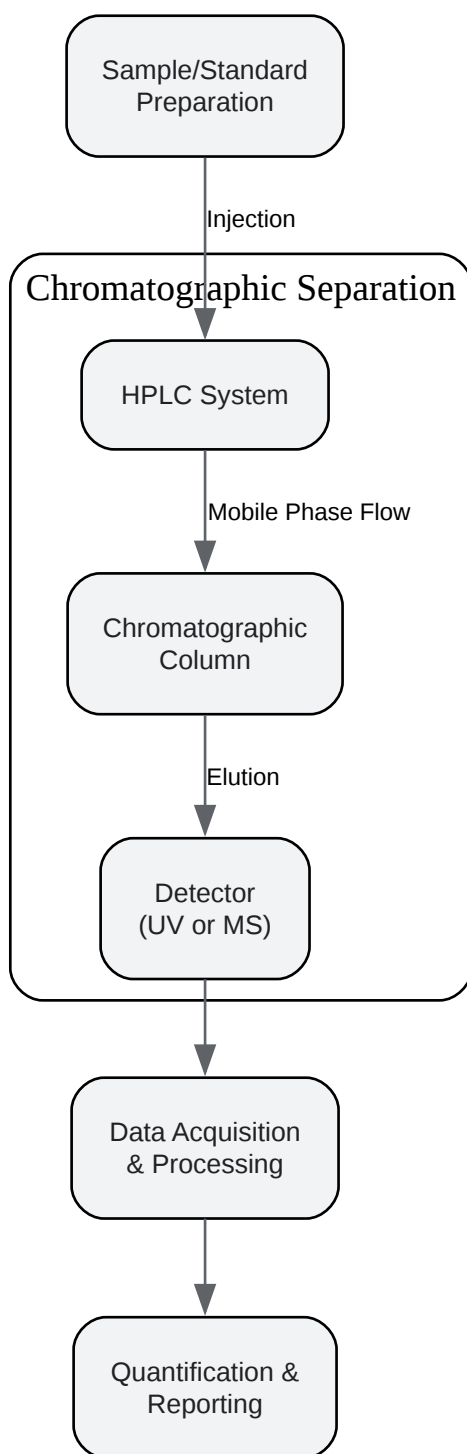 Sample/Standard
Preparation
Injection
Chromatographic Separation
HPLC System
Mobile Phase Flow
Chromatographic
Column
Elution
Detector
(UV or MS)
Data Acquisition
& Processing
Quantification &
Reporting